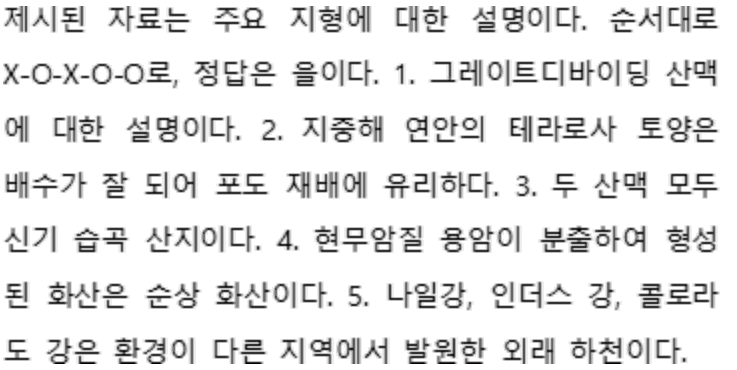 제시된 자료는 주요 지형에 대한 설명이다. 순서대로
X-O-X-O-O로, 정답은 을이다. 1. 그레이트디바이딩 산맥
에 대한 설명이다. 2. 지중해 연안의 테라로사 토양은
배수가 잘 되어 포도 재배에 유리하다. 3. 두 산맥 모두
신기 습곡 산지이다. 4. 현무암질 용암이 분출하여 형성
된 화산은 순상 화산이다. 5. 나일강, 인더스 강, 콜로라
도 강은 환경이 다른 지역에서 발원한 외래 하천이다.